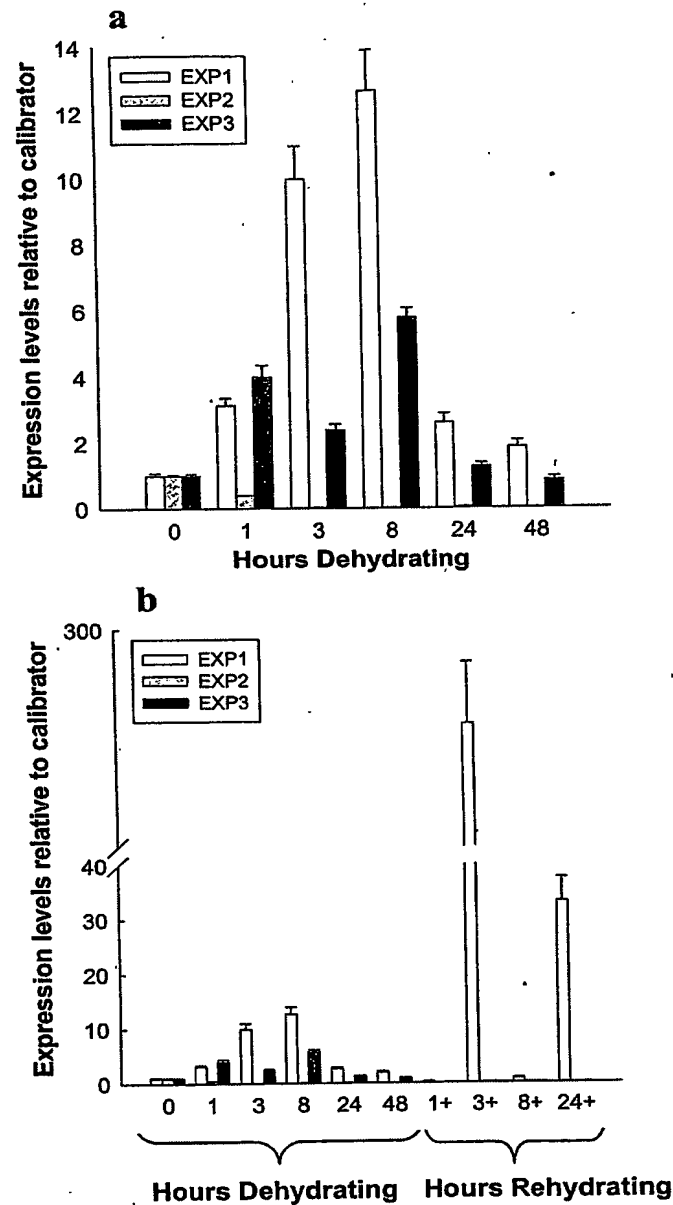 a
Expression levels relative to calibrator
14
12
10
8
6
4
2
0
EXP1
EXP2
EXP3
0 1 3 8 24 48
Hours Dehydrating
b
Expression levels relative to calibrator
300
40
30
20
10
0
EXP1
EXP2
EXP3
0 1 3 8 24 48 1+ 3+ 8+ 24+
Hours Dehydrating Hours Rehydrating